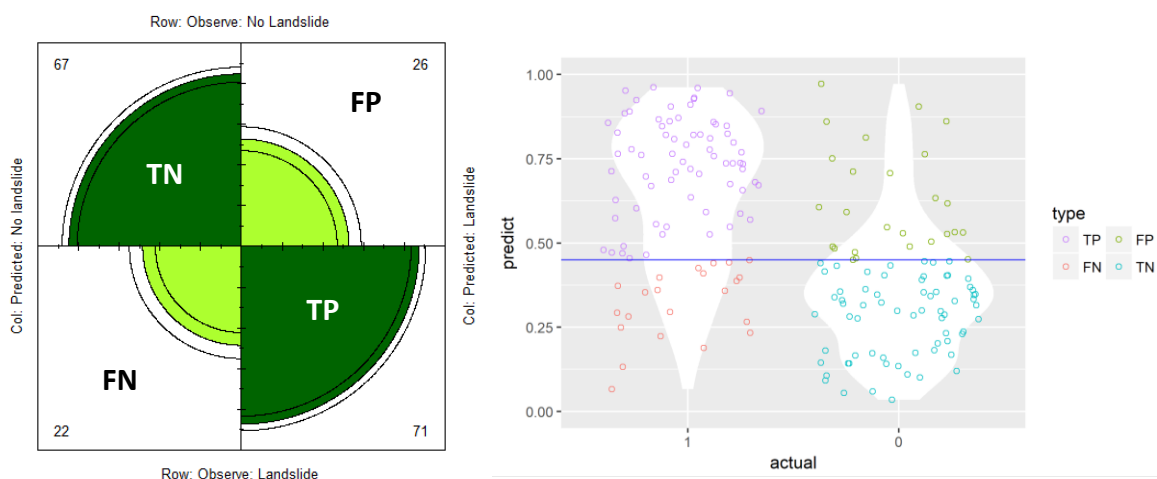 Row: Observe: No Landslide
67
26
FP
TN
Col: Predicted: No landslide
Col: Predicted: Landslide
TP
FN
22
71
Row: Observe: Landslide
1.00
0.75
0.50
0.25
0.00
predict
1
0
actual
type
TP
FP
FN
TN